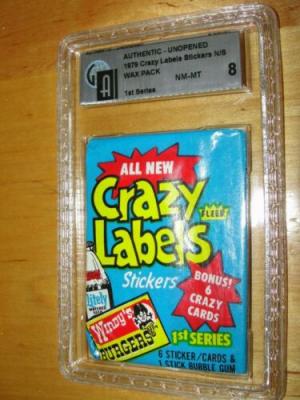 AUTHENTIC - UNOPENED
1979 Crazy Labels Stickers N/S
WAX PACK
NM-MT 8
1st Series
GAI
ALL NEW
Crazy
FLEER
Labels
Stickers
BONUS!
6
CRAZY
CARDS
litely
Winny's
BURGERS
1st SERIES
6 STICKER/CARDS &
1 STICK BUBBLE GUM